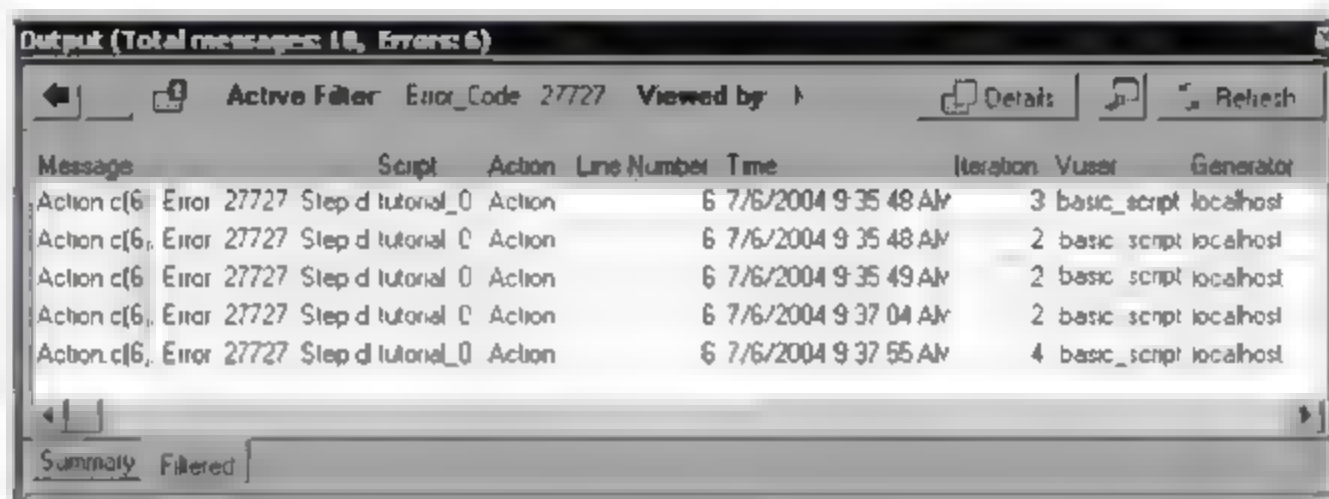 Output (Total messages: 18, Errors: 6)
Active Filter Error_Code 27727 Viewed by Details Refresh
Message Script Action Line Number Time Iteration Vuser Generator
Action.c(6 Error 27727 Step d tutorial_0 Action 6 7/6/2004 9:35:48 AM 3 basic_script localhost
Action.c(6, Error 27727 Step d tutorial_0 Action 6 7/6/2004 9:35:48 AM 2 basic_script localhost
Action.c(6 Error 27727 Step d tutorial_0 Action 6 7/6/2004 9:35:49 AM 2 basic_script localhost
Action.c(6, Error 27727 Step d tutorial_0 Action 6 7/6/2004 9:37:04 AM 2 basic_script localhost
Action.c(6, Error 27727 Step d tutorial_0 Action 6 7/6/2004 9:37:55 AM 4 basic_script localhost
Summary Filtered